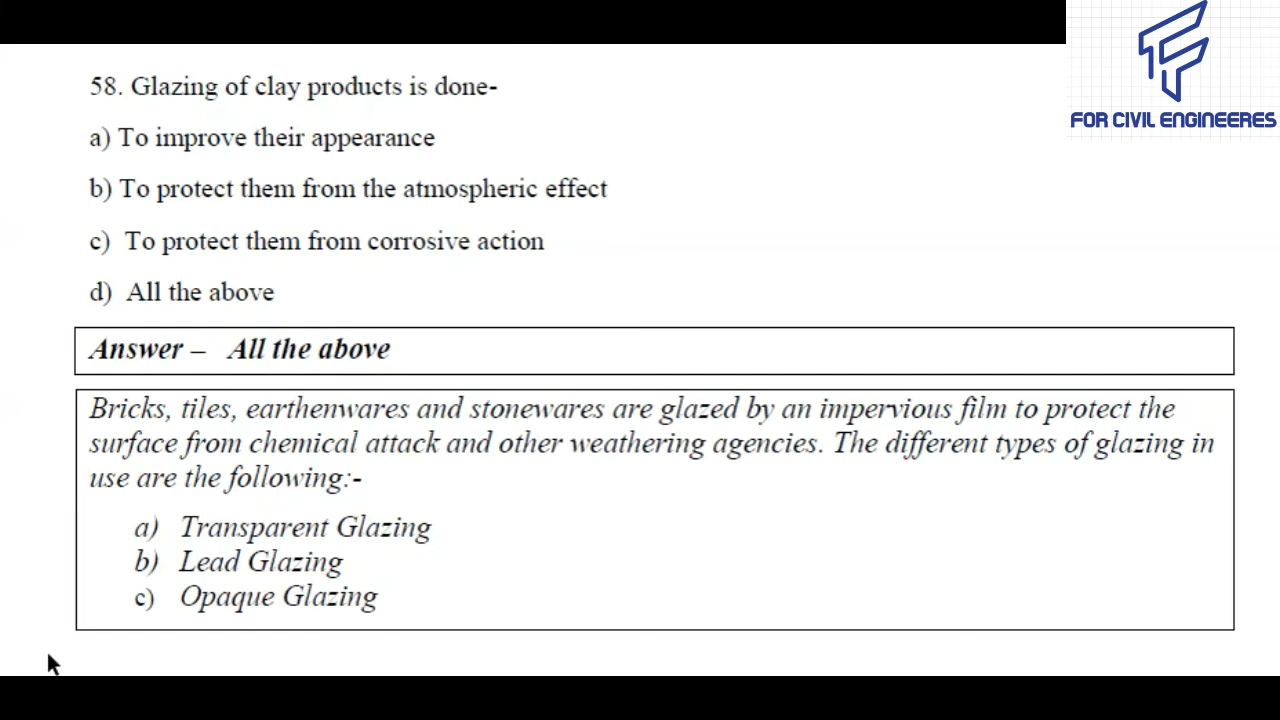 FOR CIVIL ENGINEERES
58. Glazing of clay products is done-
a) To improve their appearance
b) To protect them from the atmospheric effect
c) To protect them from corrosive action
d) All the above
Answer – All the above
Bricks, tiles, earthenwares and stonewares are glazed by an impervious film to protect the
surface from chemical attack and other weathering agencies. The different types of glazing in
use are the following:-
a) Transparent Glazing
b) Lead Glazing
c) Opaque Glazing